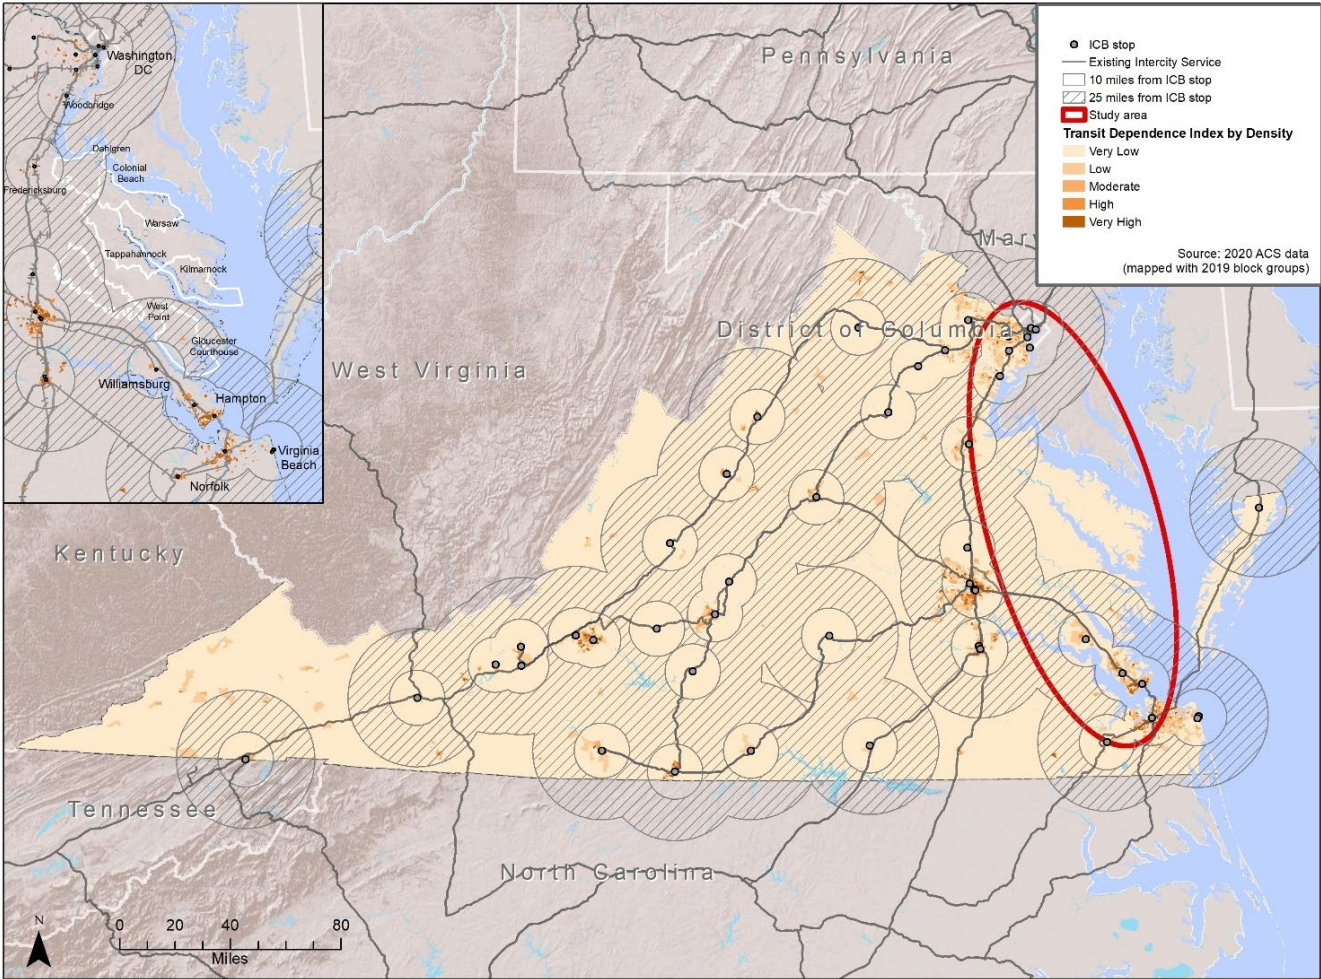 Washington,
DC
Woodbridge
Dahlgren
Colonial
Beach
Fredericksburg
Warsaw
Tappahannock
Kilmarnock
West
Point
Gloucester
Courthouse
Williamsburg
Hampton
Virginia
Beach
Norfolk
ICB stop
Existing Intercity Service
10 miles from ICB stop
25 miles from ICB stop
Study area
Transit Dependence Index by Density
Very Low
Low
Moderate
High
Very High
Source: 2020 ACS data
(mapped with 2019 block groups)
Pennsylvania
Mary
District of Columbia
West Virginia
Kentucky
Tennessee
North Carolina
N
0 20 40 80
Miles